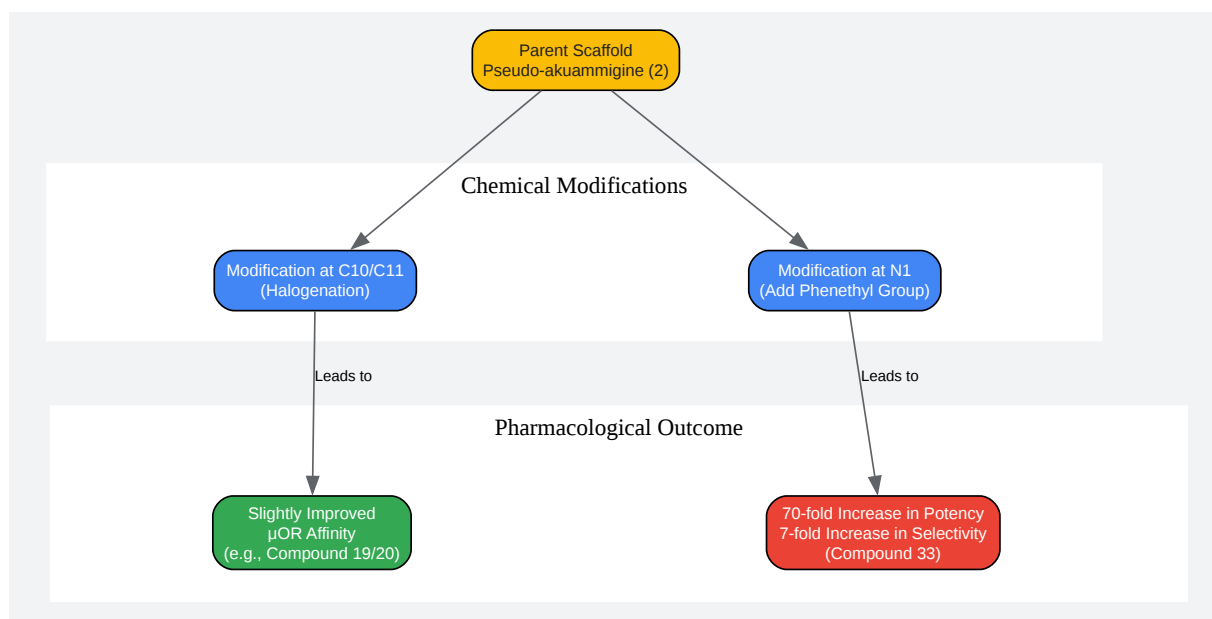 Parent Scaffold
Pseudo-akuammigine (2)
Chemical Modifications
Modification at C10/C11
(Halogenation)
Modification at N1
(Add Phenethyl Group)
Leads to
Leads to
Pharmacological Outcome
Slightly Improved
μOR Affinity
(e.g., Compound 19/20)
70-fold Increase in Potency
7-fold Increase in Selectivity
(Compound 33)